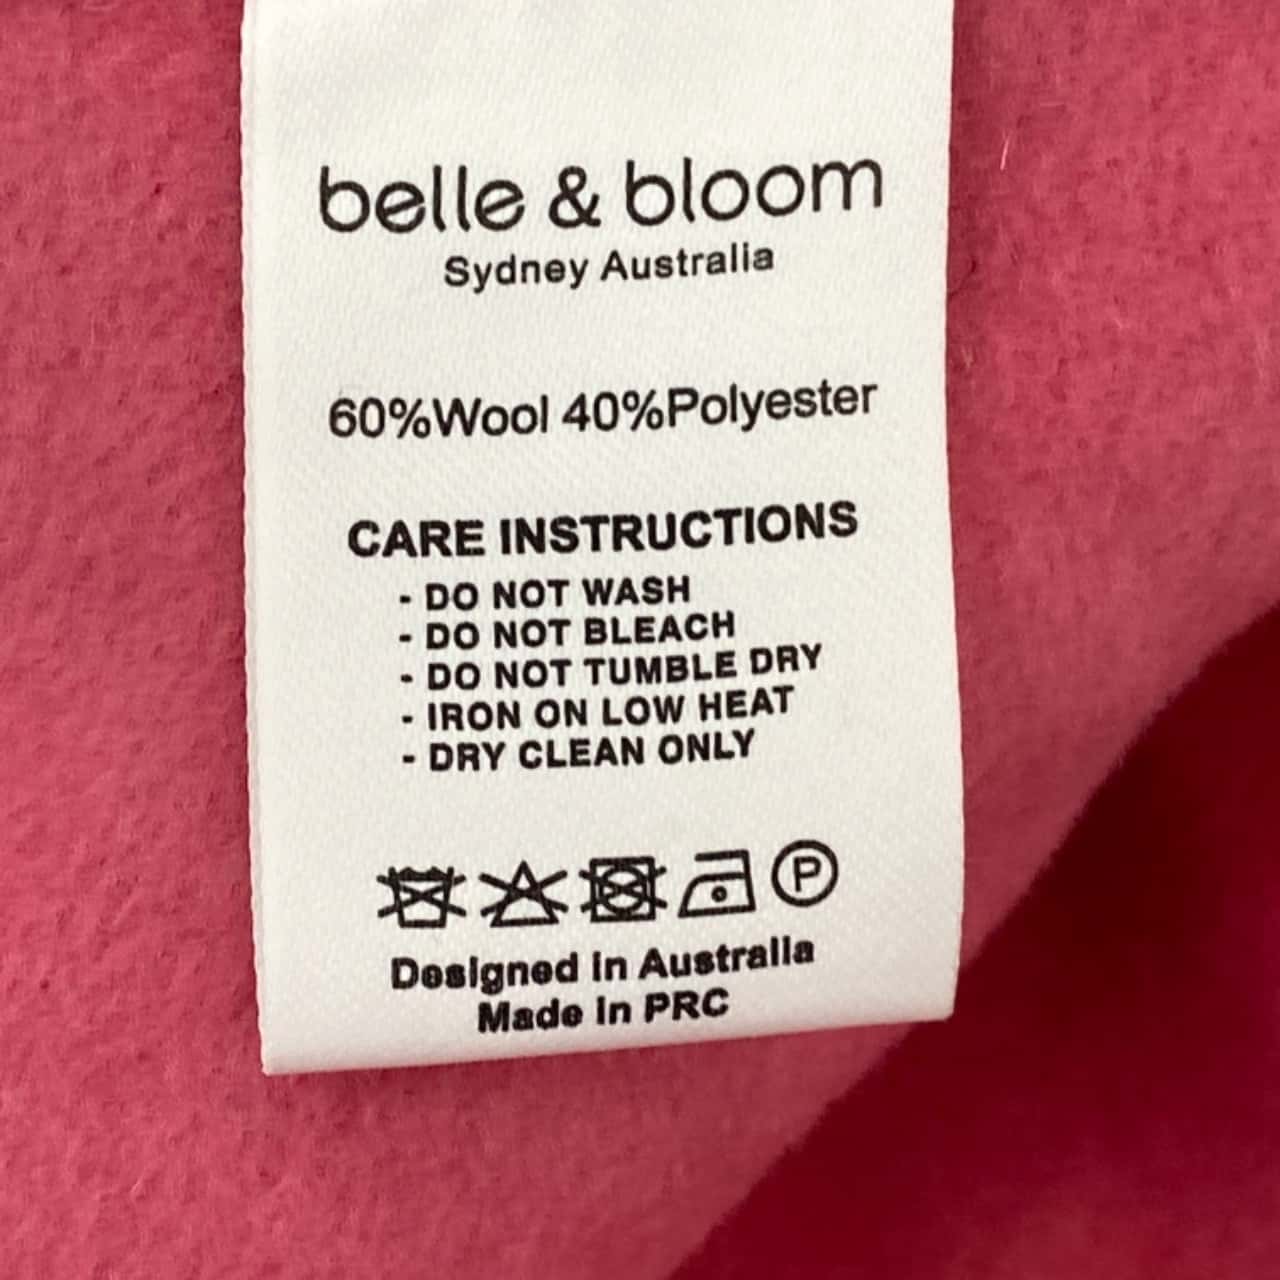 belle & bloom
Sydney Australia
60%Wool 40%Polyester
CARE INSTRUCTIONS
- DO NOT WASH
- DO NOT BLEACH
- DO NOT TUMBLE DRY
- IRON ON LOW HEAT
- DRY CLEAN ONLY
P
Designed in Australia
Made in PRC